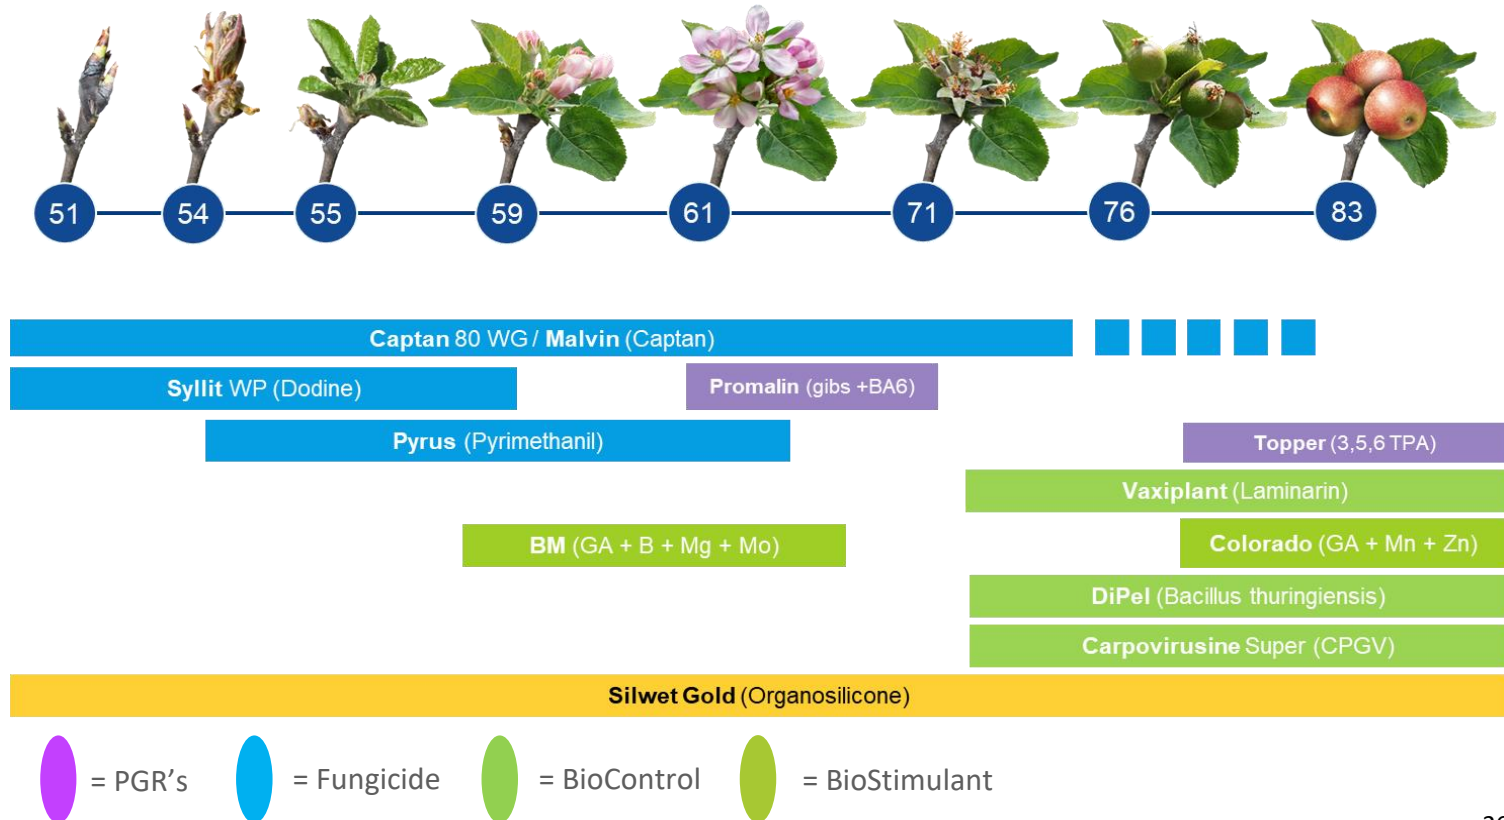 51 54 55 59 61 71 76 83
Captan 80 WG / Malvin (Captan)
Syllit WP (Dodine)
Promalin (gibs +BA6)
Pyrus (Pyrimethanil)
Topper (3,5,6 TPA)
Vaxiplant (Laminarin)
BM (GA + B + Mg + Mo)
Colorado (GA + Mn + Zn)
DiPel (Bacillus thuringiensis)
Carpovirusine Super (CPGV)
Silwet Gold (Organosilicone)
= PGR's = Fungicide = BioControl = BioStimulant